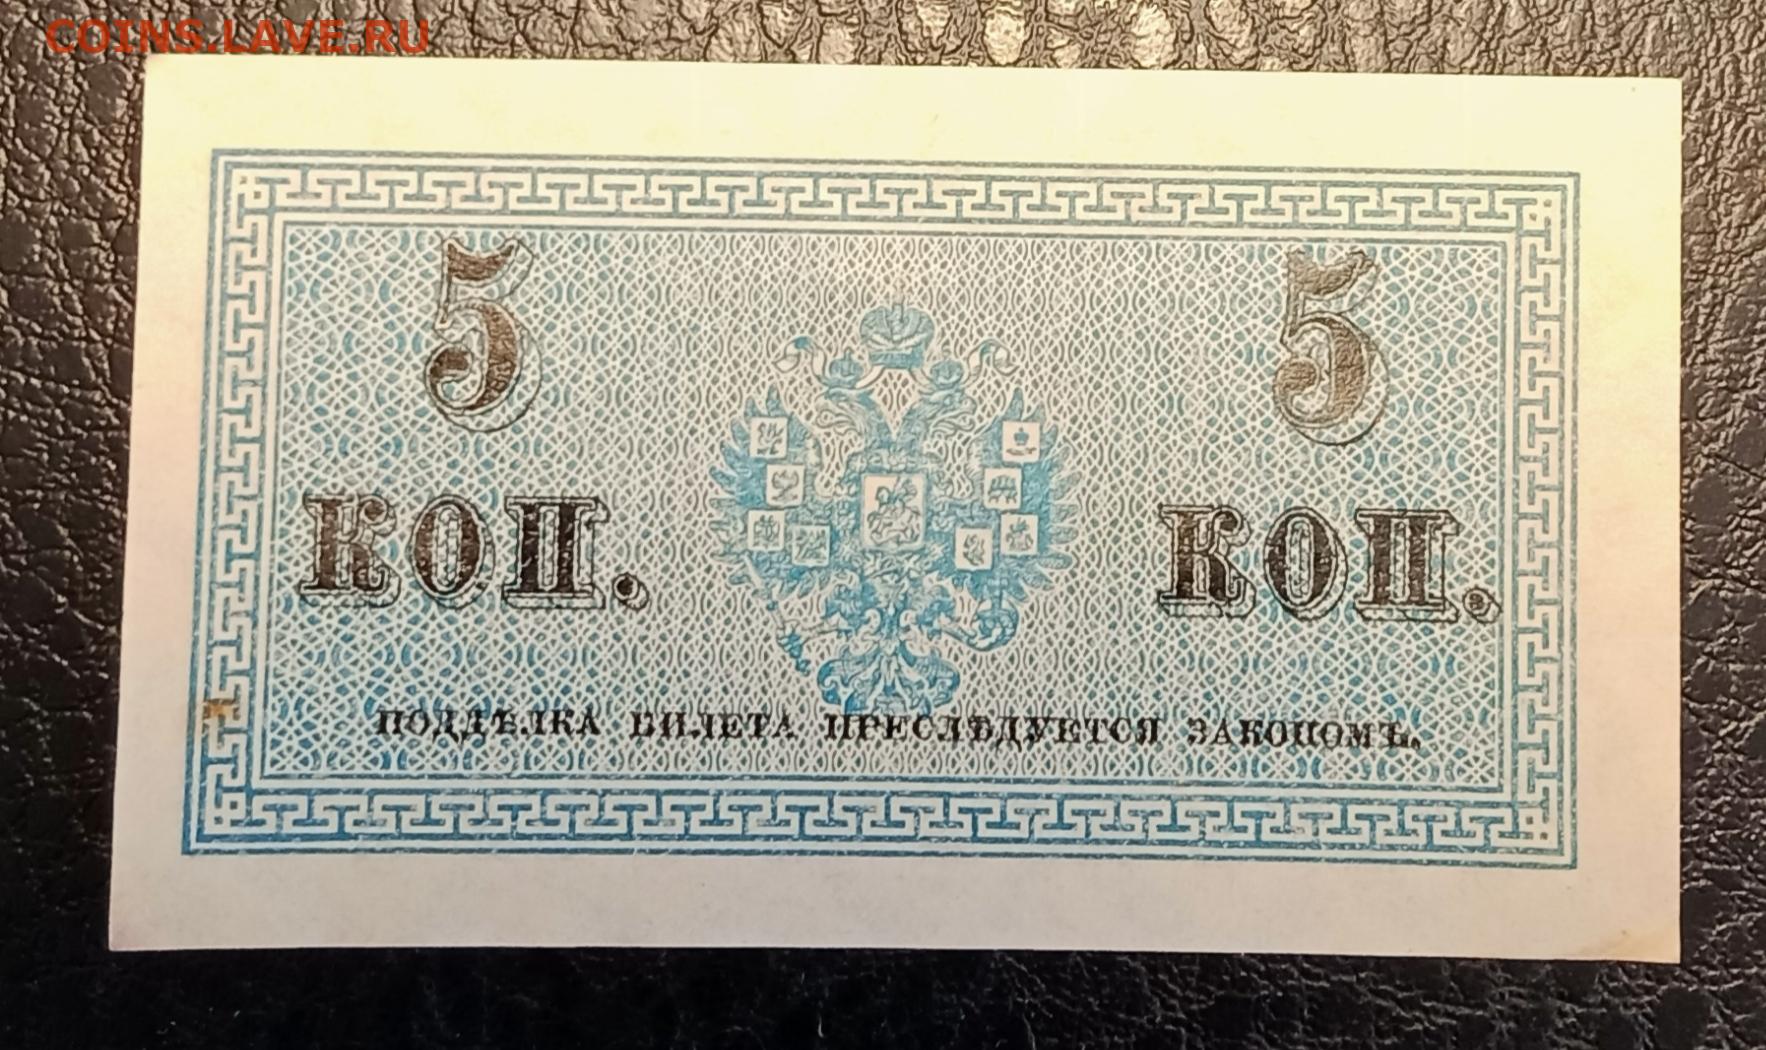 COINS.LAVE.RU
5 5
КОП. КОП.
ПОДДѢЛКА БИЛЕТА ПРЕСЛѢДУЕТСЯ ЗАКОНОМЪ.